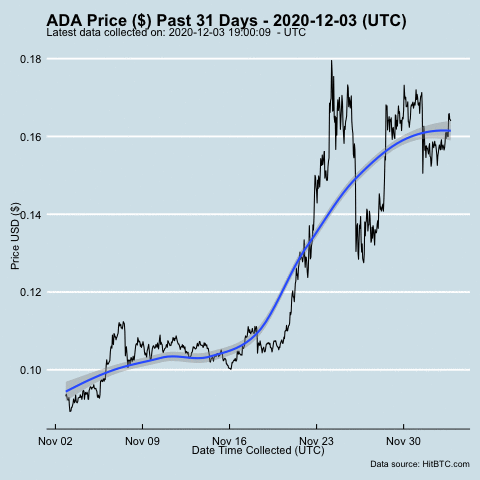 ADA Price ($) Past 31 Days - 2020-12-03 (UTC)
Latest data collected on: 2020-12-03 19:00:09 - UTC
0.18
0.16
0.14
0.12
0.10
Price USD ($)
Nov 02 Nov 09 Nov 16 Nov 23 Nov 30
Date Time Collected (UTC)
Data source: HitBTC.com